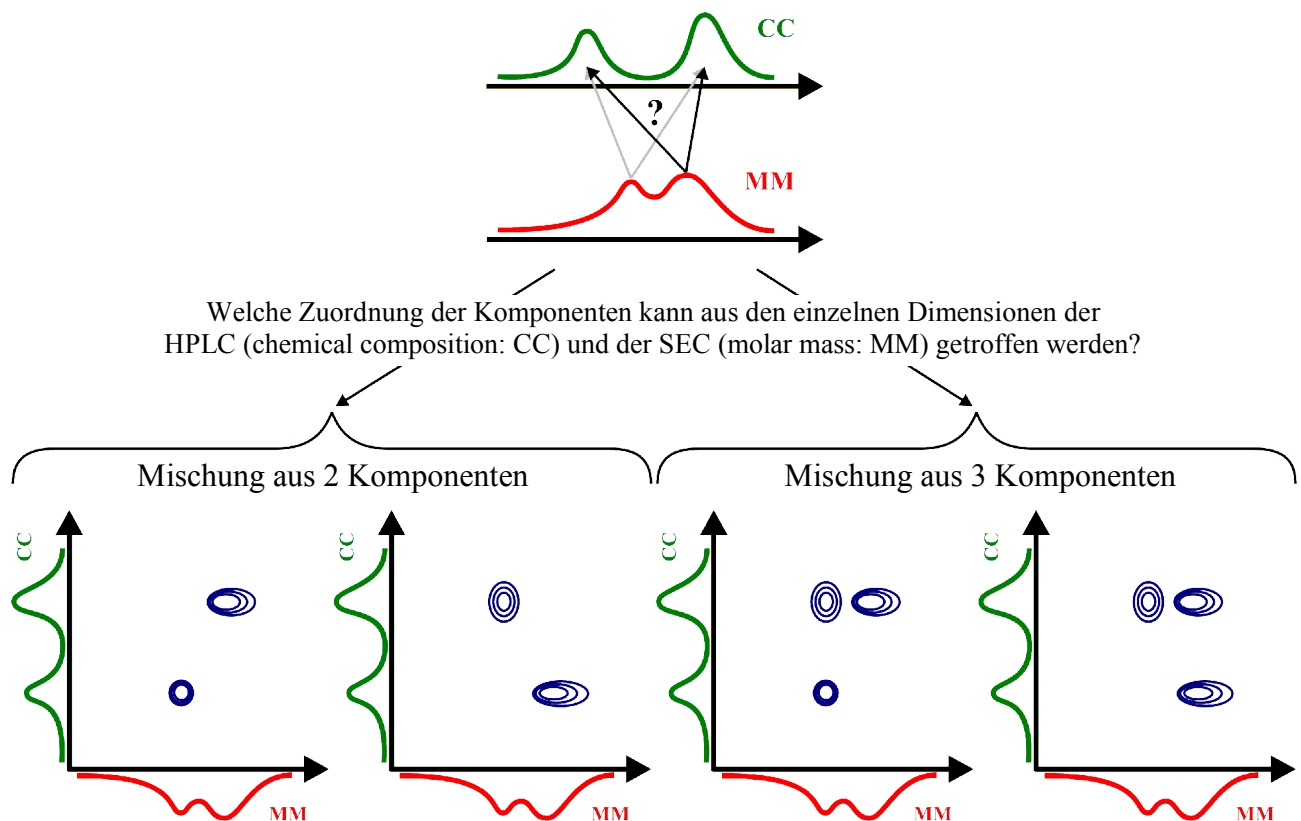 CC
?
MM
Welche Zuordnung der Komponenten kann aus den einzelnen Dimensionen der
HPLC (chemical composition: CC) und der SEC (molar mass: MM) getroffen werden?
Mischung aus 2 Komponenten
Mischung aus 3 Komponenten
CC
CC
CC
CC
MM
MM
MM
MM